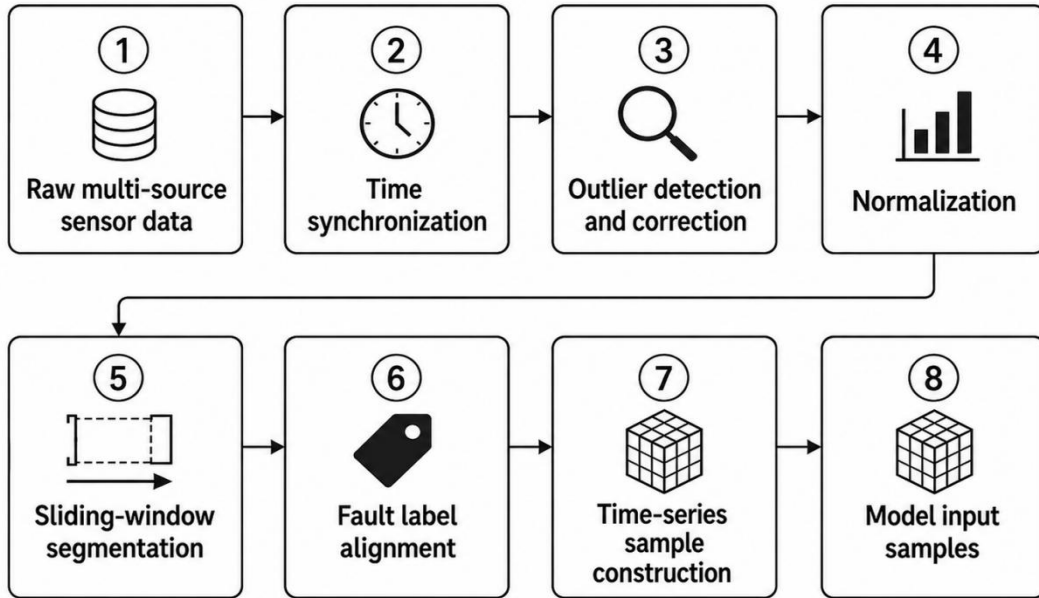 1
Raw multi-source
sensor data
2
Time
synchronization
3
Outlier detection
and correction
4
Normalization
5
Sliding-window
segmentation
6
Fault label
alignment
7
Time-series
sample
construction
8
Model input
samples